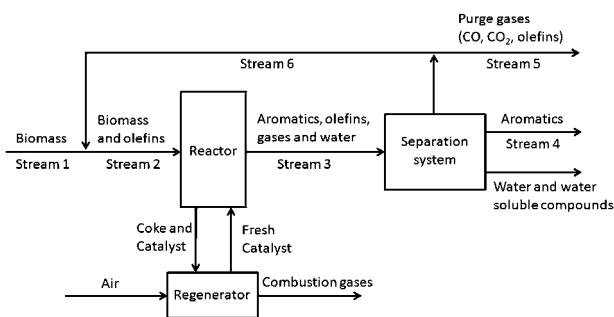 Purge gases
(CO, CO₂, olefins)
Stream 6
Stream 5
Biomass
Stream 1
Biomass
and olefins
Stream 2
Reactor
Aromatics, olefins,
gases and water
Stream 3
Separation
system
Aromatics
Stream 4
Water and water
soluble compounds
Coke and
Catalyst
Fresh
Catalyst
Air
Regenerator
Combustion gases